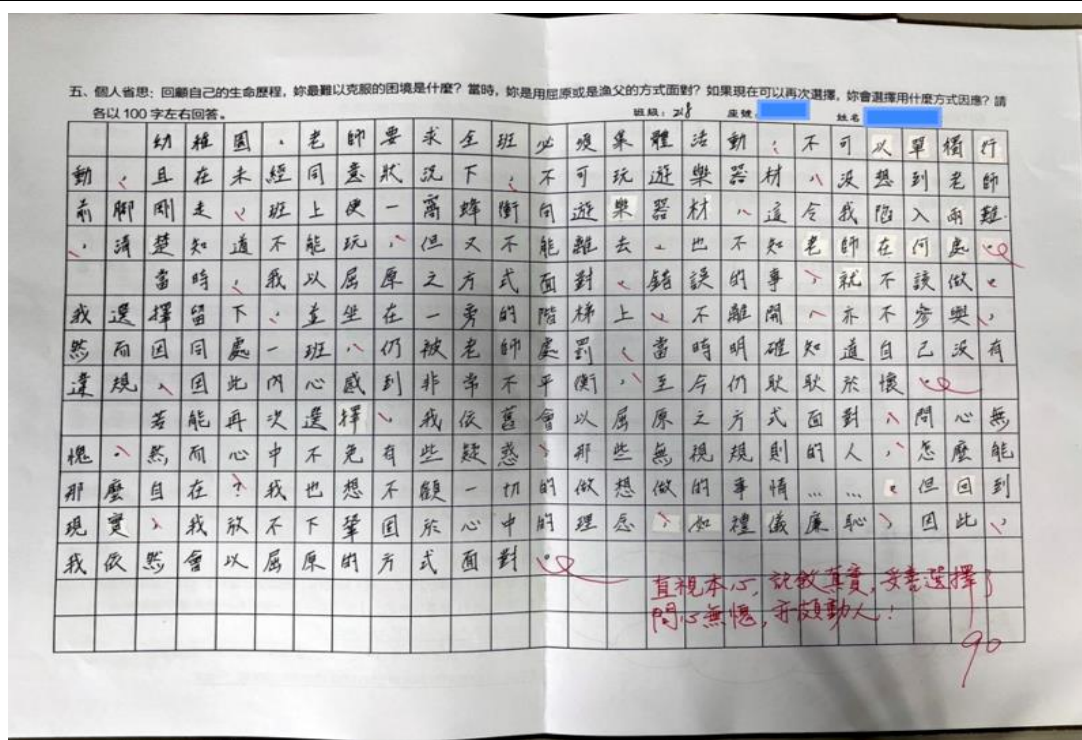 五、個人省思：回顧自己的生命歷程，妳最難以克服的困境是什麼？當時，妳是用屈原或是漁父的方式面對？如果現在可以再次選擇，妳會選擇用什麼方式因應？請
各以 100 字左右回答。
班級：218 座號： 姓名
幼稚園，老師要求全班必須集體活動，不可以單獨行
動，且在未經同意狀況下，不可玩遊樂器材，沒想到老師
前腳剛走，班上便一窩蜂衝向遊樂器材，這令我陷入兩難
，清楚知道不能玩，但又不能離去，也不知老師在何處。
當時，我以屈原之方式面對，錯誤的事，就不該做。
我選擇留下，並坐在一旁的階梯上，不離開、亦不參與，
然而因同處一班，仍被老師處罰，當時明確知道自己沒有
違規，因此內心感到非常不平衡，至今仍耿耿於懷。
若能再次選擇，我依舊會以屈原之方式面對，問心無
愧，然而心中不免有些疑惑，那些無視規則的人，怎麼能
那麼自在？我也想不顧一切的做想做的事情……。但回到
現實，我放不下鞏固於心中的理念，如禮儀廉恥，因此，
我依然會以屈原的方式面對。
直視本心，記敘真實，妥善選擇，
問心無愧，亦頗動人！
90